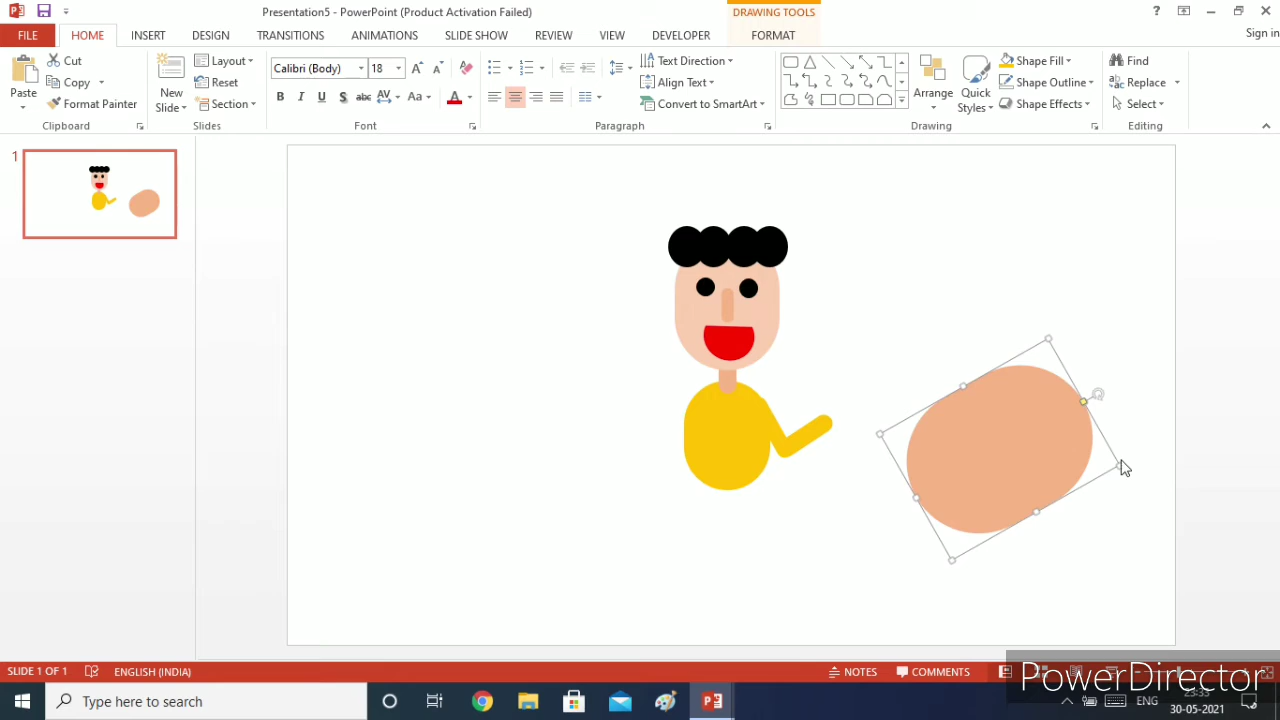 Presentation5 - PowerPoint (Product Activation Failed)
DRAWING TOOLS
?
FILE
HOME
INSERT
DESIGN
TRANSITIONS
ANIMATIONS
SLIDE SHOW
REVIEW
VIEW
DEVELOPER
FORMAT
Sign in
Paste
Cut
Copy
Format Painter
Clipboard
New
Slide
Layout
Reset
Section
Slides
Calibri (Body)
18
B I U S abc AV Aa A
Font
Text Direction
Align Text
Convert to SmartArt
Paragraph
Arrange
Quick
Styles
Shape Fill
Shape Outline
Shape Effects
Drawing
Find
Replace
Select
Editing
1
SLIDE 1 OF 1
ENGLISH (INDIA)
NOTES
COMMENTS
PowerDirector
Type here to search
ENG
23:33
30-05-2021